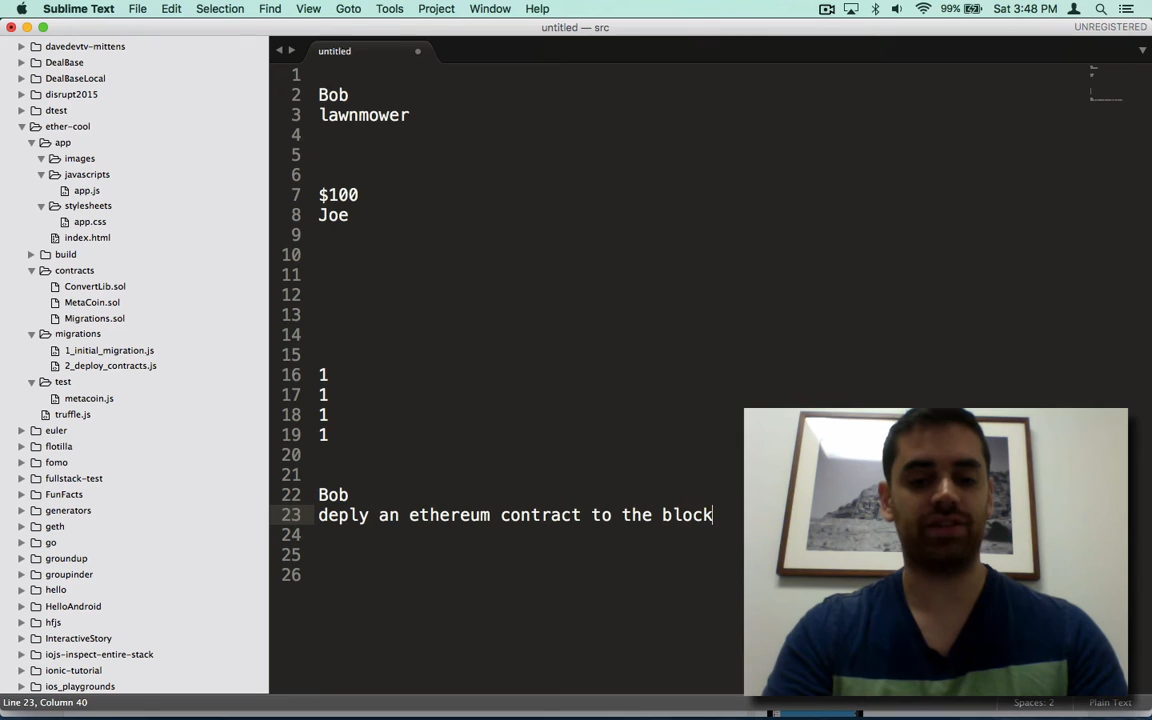 Sublime Text File Edit Selection Find View Goto Tools Project Window Help 99% Sat 3:48 PM
untitled — src UNREGISTERED
davedevtv-mittens
DealBase
DealBaseLocal
disrupt2015
dtest
ether-cool
app
images
javascripts
app.js
stylesheets
app.css
index.html
build
contracts
ConvertLib.sol
MetaCoin.sol
Migrations.sol
migrations
1_initial_migration.js
2_deploy_contracts.js
test
metacoin.js
truffle.js
euler
flotilla
fomo
fullstack-test
FunFacts
generators
geth
go
groundup
groupinder
hello
HelloAndroid
hfjs
InteractiveStory
iojs-inspect-entire-stack
ionic-tutorial
ios_playgrounds
untitled
1
2 Bob
3 lawnmower
4
5
6
7 $100
8 Joe
9
10
11
12
13
14
15
16 1
17 1
18 1
19 1
20
21
22 Bob
23 deply an ethereum contract to the block
24
25
26
Line 23, Column 40 Spaces: 2 Plain Text